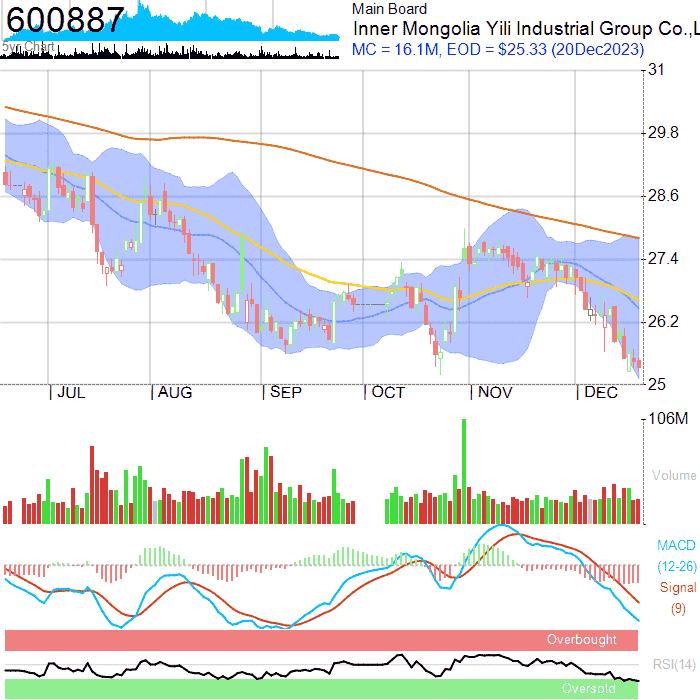 600887
5yr Chart
Main Board
Inner Mongolia Yili Industrial Group Co.,L
MC = 16.1M, EOD = $25.33 (20Dec2023)
31
29.8
28.6
27.4
26.2
25
JUL
AUG
SEP
OCT
NOV
DEC
106M
Volume
MACD
(12-26)
Signal
(9)
Overbought
RSI(14)
Oversold